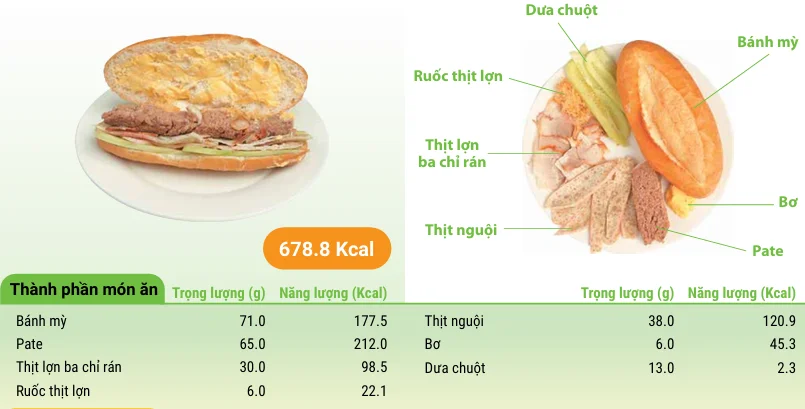 Dưa chuột
Bánh mỳ
Ruốc thịt lợn
Thịt lợn
ba chỉ rán
Thịt nguội
Bơ
Pate
678.8 Kcal
Thành phần món ăn Trọng lượng (g) Năng lượng (Kcal) Trọng lượng (g) Năng lượng (Kcal)
Bánh mỳ 71.0 177.5 Thịt nguội 38.0 120.9
Pate 65.0 212.0 Bơ 6.0 45.3
Thịt lợn ba chỉ rán 30.0 98.5 Dưa chuột 13.0 2.3
Ruốc thịt lợn 6.0 22.1